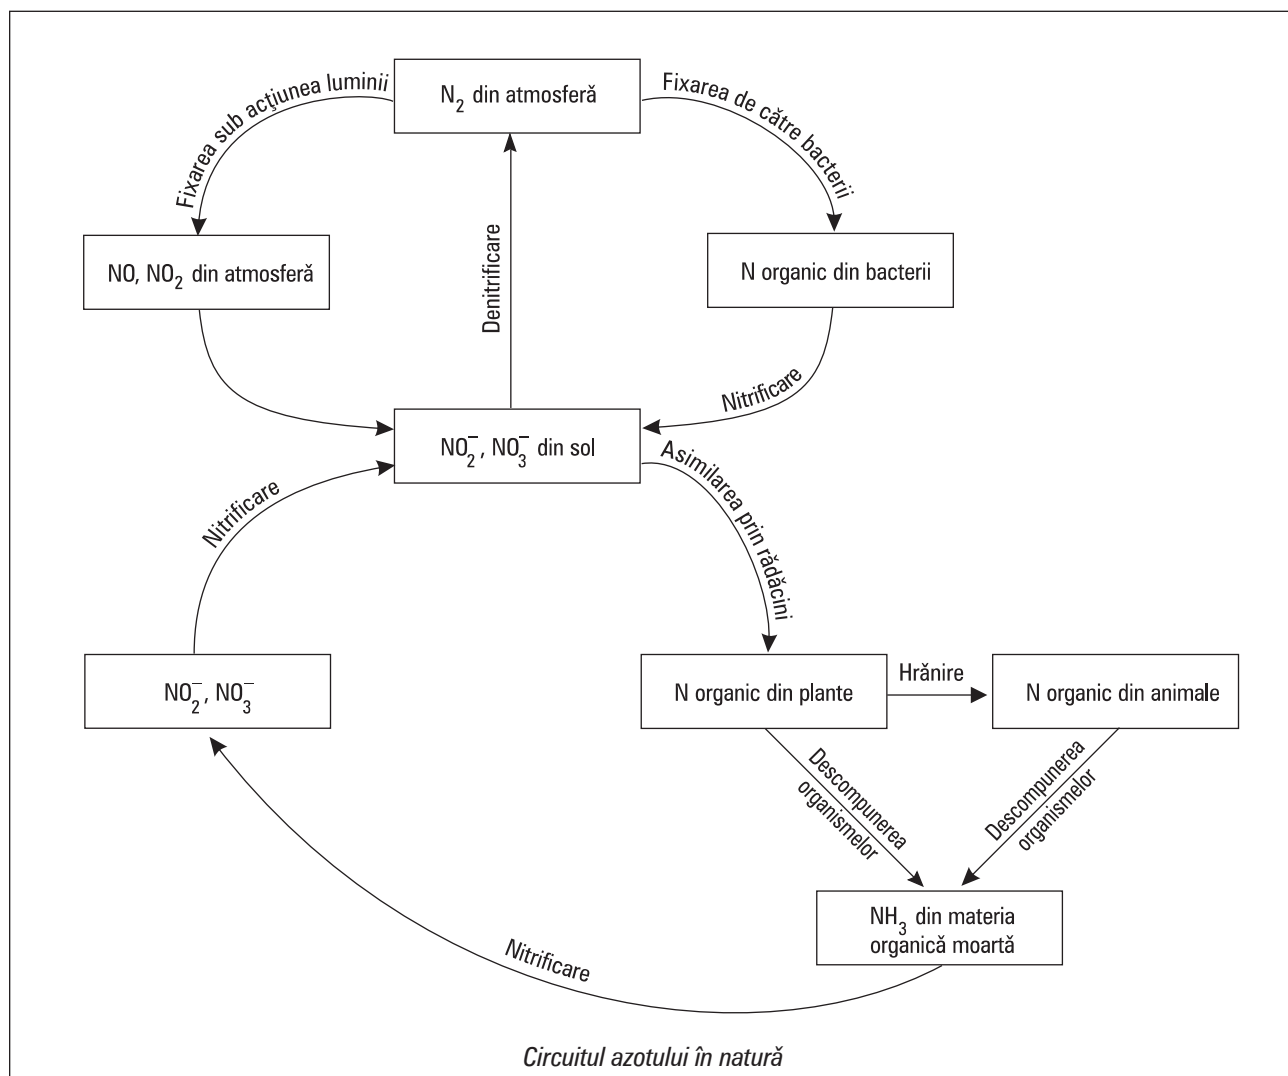 Fixarea sub acţiunea luminii
N₂ din atmosferă
Fixarea de către bacterii
NO, NO₂ din atmosferă
Denitrificare
N organic din bacterii
Nitrificare
NO₂⁻, NO₃⁻ din sol
Asimilarea prin rădăcini
Nitrificare
NO₂⁻, NO₃⁻
N organic din plante
Hrănire
N organic din animale
Descompunerea
organismelor
Descompunerea
organismelor
NH₃ din materia
organică moartă
Nitrificare
Circuitul azotului în natură